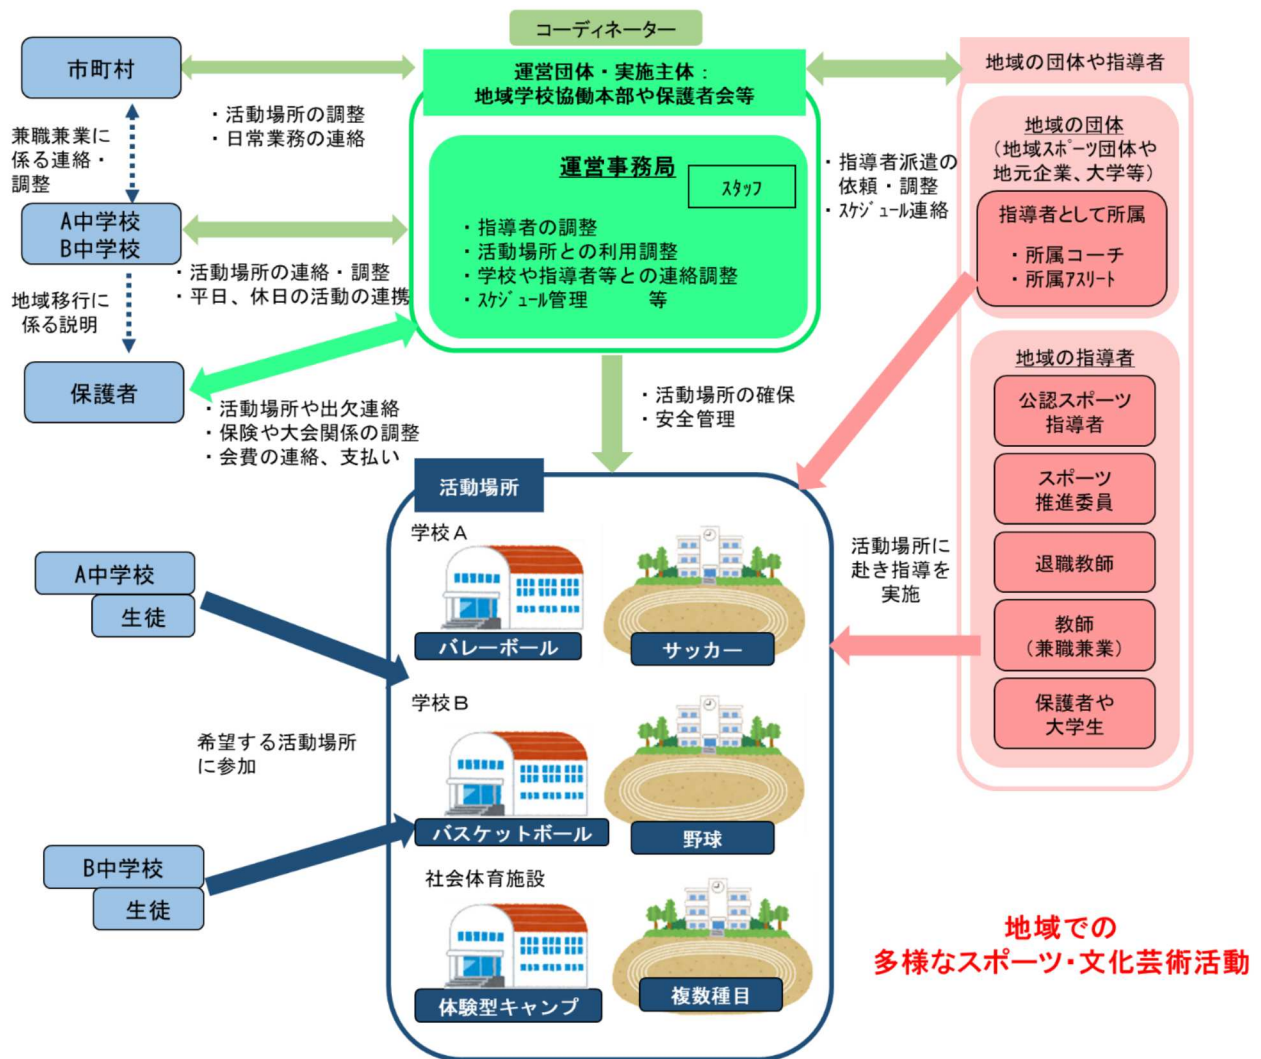 コーディネーター
市町村
運営団体・実施主体：
地域学校協働本部や保護者会等
地域の団体や指導者
・活動場所の調整
・日常業務の連絡
兼職兼業に
係る連絡・
調整
運営事務局
スタッフ
・指導者の調整
・活動場所との利用調整
・学校や指導者等との連絡調整
・スケジュール管理　　　等
・指導者派遣の
依頼・調整
・スケジュール連絡
地域の団体
（地域スポーツ団体や
地元企業、大学等）
指導者として所属
・所属コーチ
・所属アスリート
A中学校
B中学校
・活動場所の連絡・調整
・平日、休日の活動の連携
地域移行に
係る説明
保護者
・活動場所や出欠連絡
・保険や大会関係の調整
・会費の連絡、支払い
・活動場所の確保
・安全管理
地域の指導者
公認スポーツ
指導者
スポーツ
推進委員
退職教師
教師
（兼職兼業）
保護者や
大学生
活動場所に
赴き指導を
実施
活動場所
学校A
バレーボール
サッカー
学校B
バスケットボール
野球
社会体育施設
体験型キャンプ
複数種目
A中学校
生徒
希望する活動場所
に参加
B中学校
生徒
地域での
多様なスポーツ・文化芸術活動